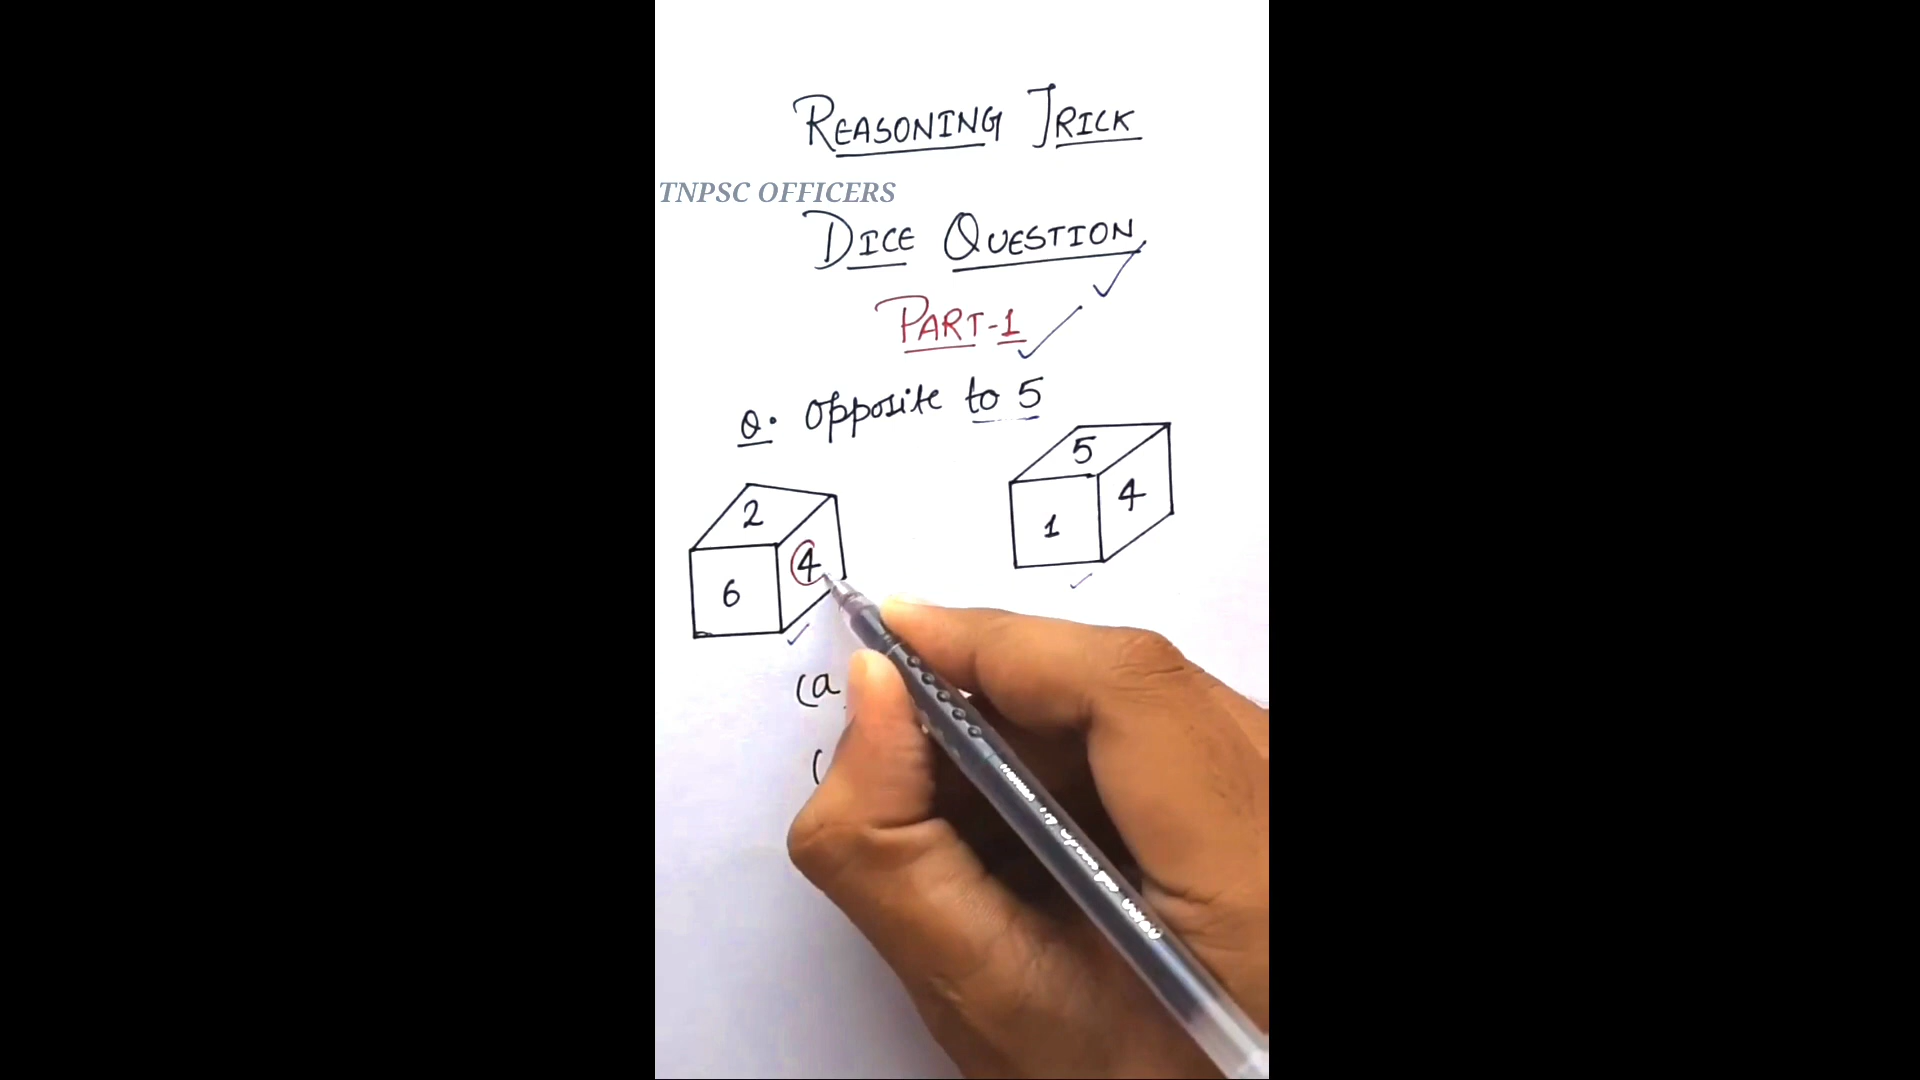 REASONING TRICK
TNPSC OFFICERS
DICE QUESTION
PART-1
Q. opposite to 5
5
1
4
2
6
4
(a
(